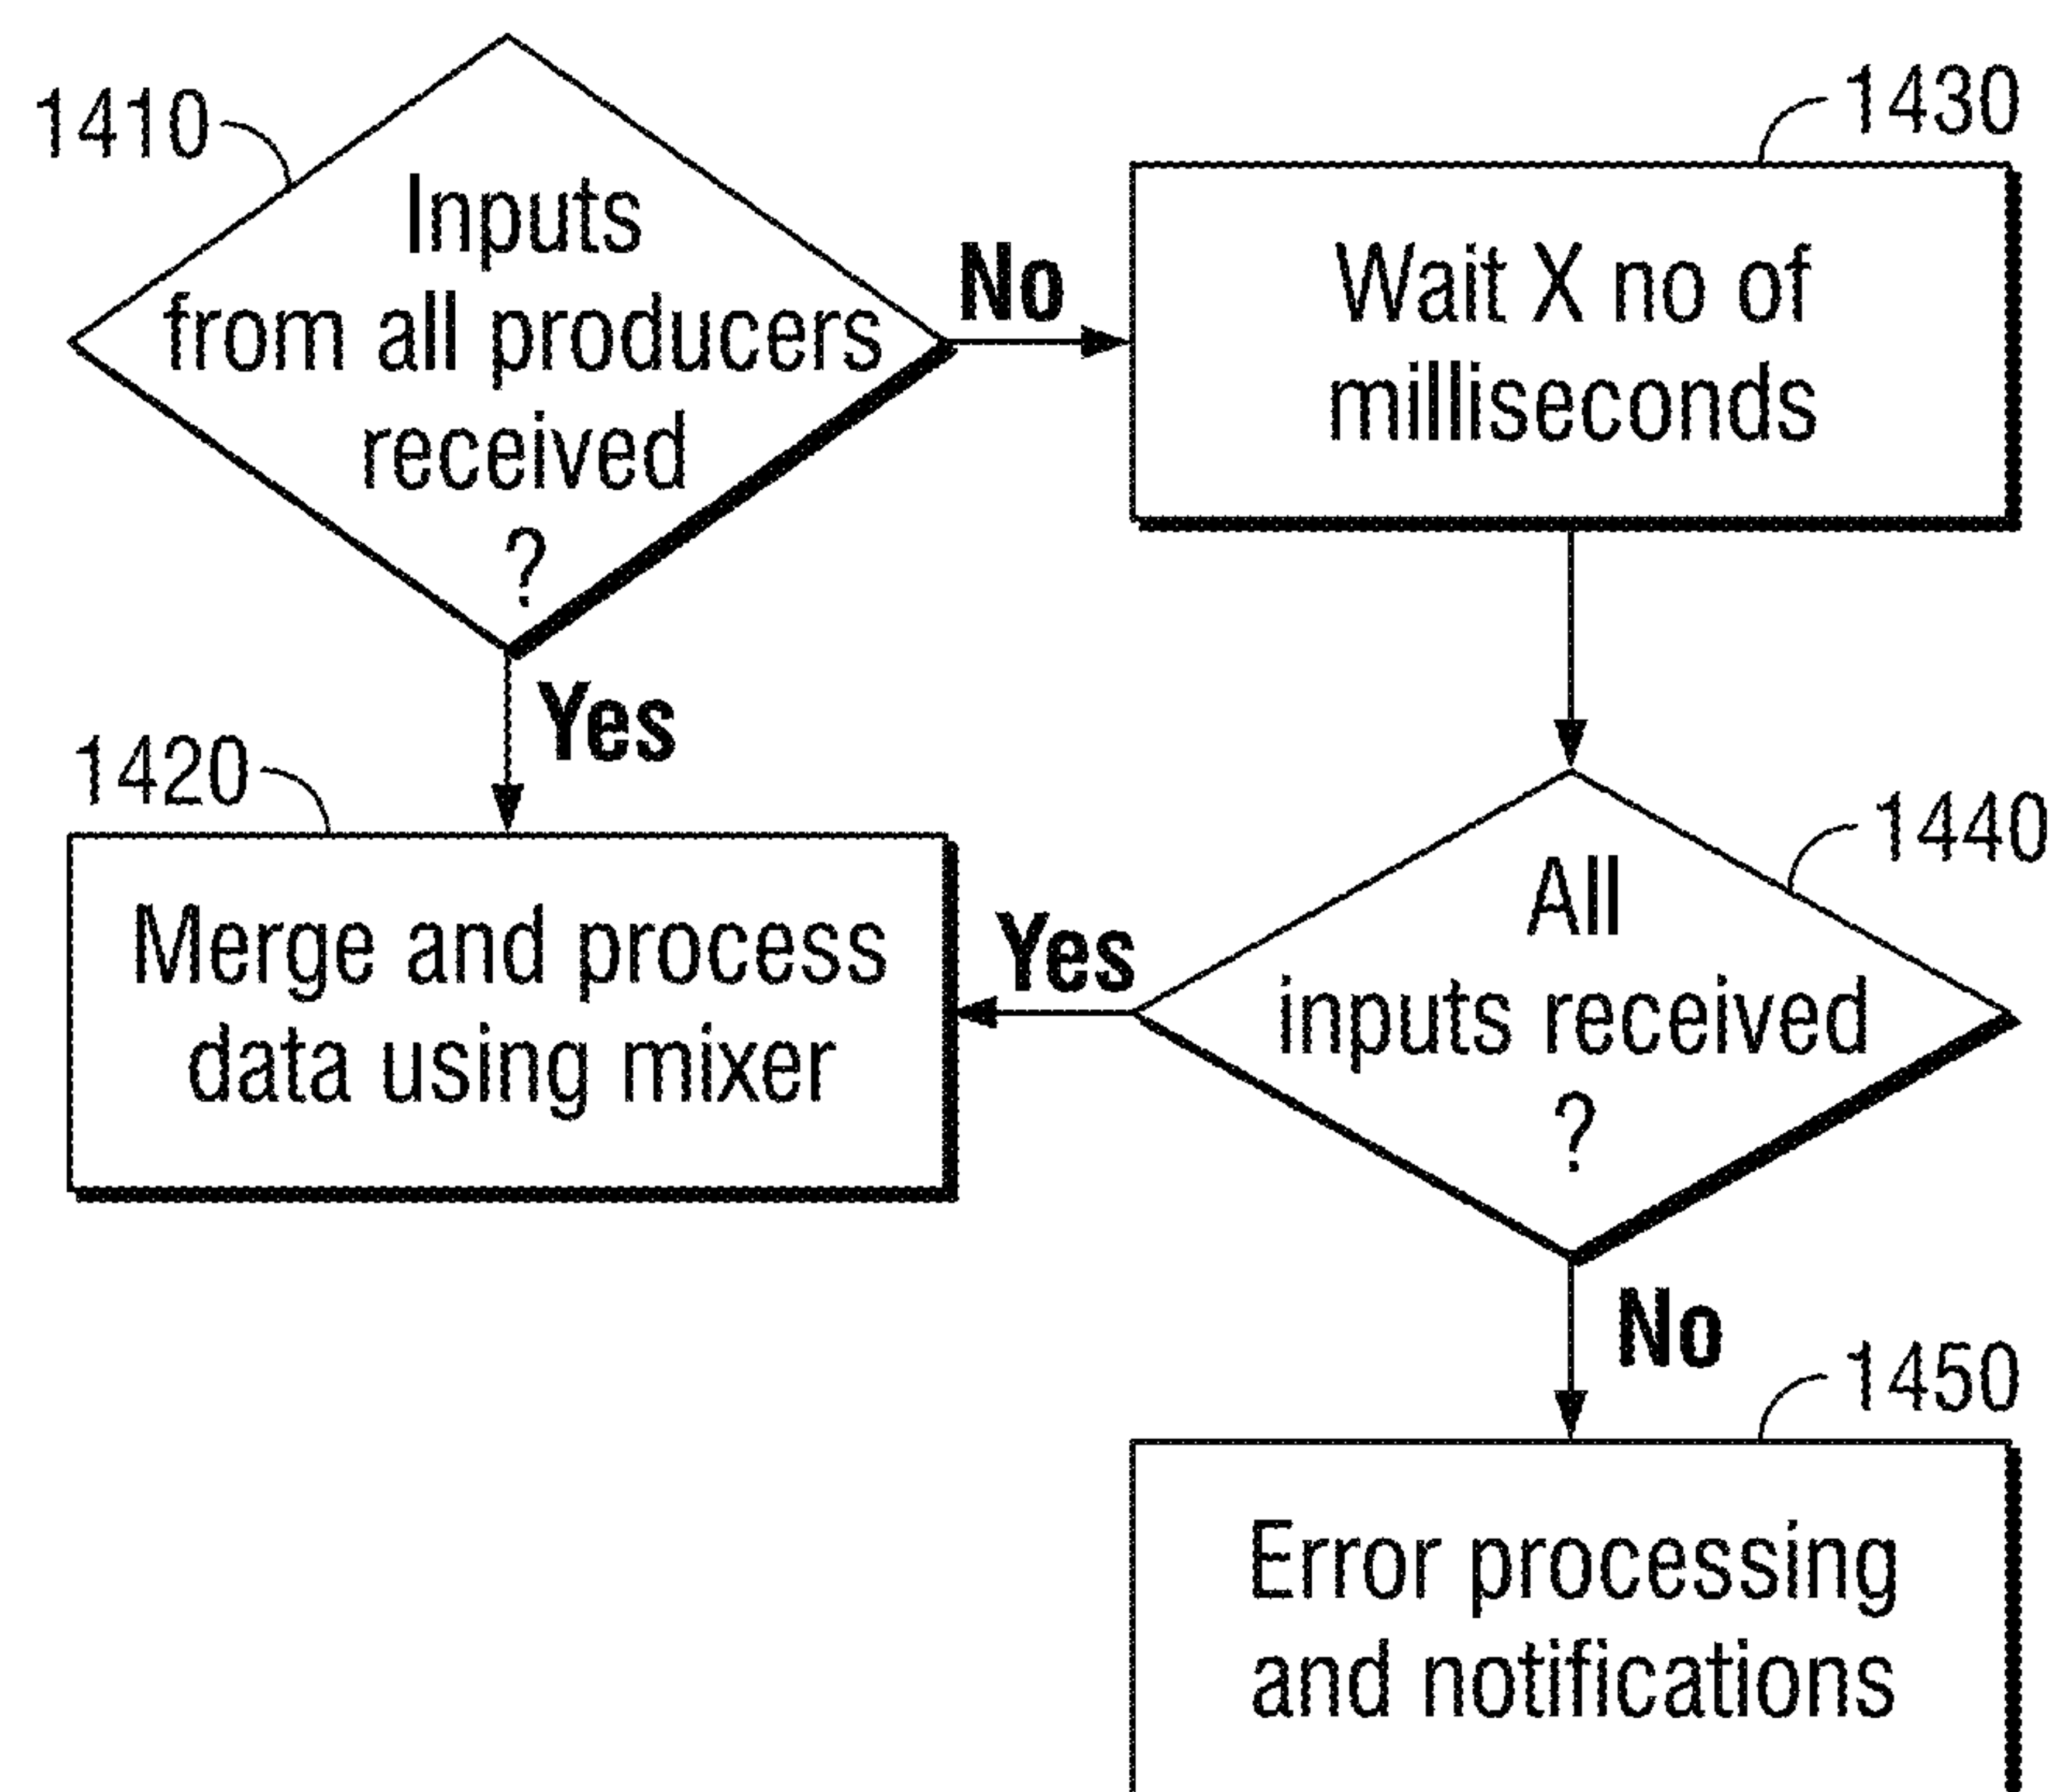 1410
Inputs
from all producers
received
?
No
1430
Wait X no of
milliseconds
Yes
1420
Merge and process
data using mixer
Yes
1440
All
inputs received
?
No
1450
Error processing
and notifications